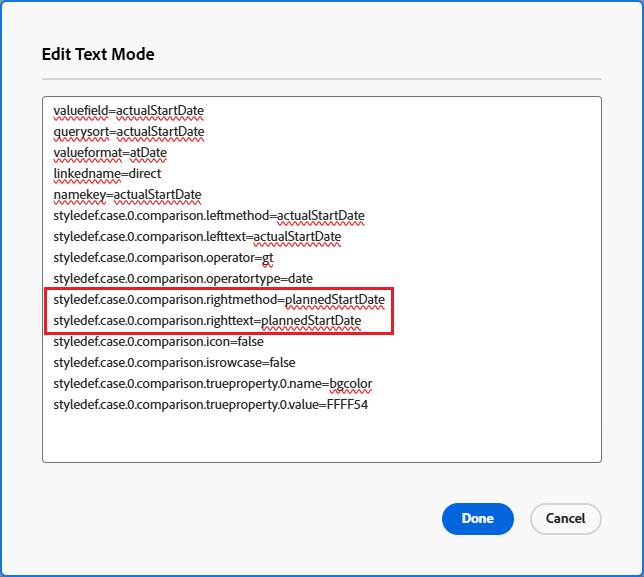 Edit Text Mode
valuefield=actualStartDate
querysort=actualStartDate
valueformat=atDate
linkedname=direct
namekey=actualStartDate
styledef.case.0.comparison.leftmethod=actualStartDate
styledef.case.0.comparison.lefttext=actualStartDate
styledef.case.0.comparison.operator=gt
styledef.case.0.comparison.operatortype=date
styledef.case.0.comparison.rightmethod=plannedStartDate
styledef.case.0.comparison.righttext=plannedStartDate
styledef.case.0.comparison.icon=false
styledef.case.0.comparison.isrowcase=false
styledef.case.0.comparison.trueproperty.0.name=bgcolor
styledef.case.0.comparison.trueproperty.0.value=FFFF54
Done
Cancel